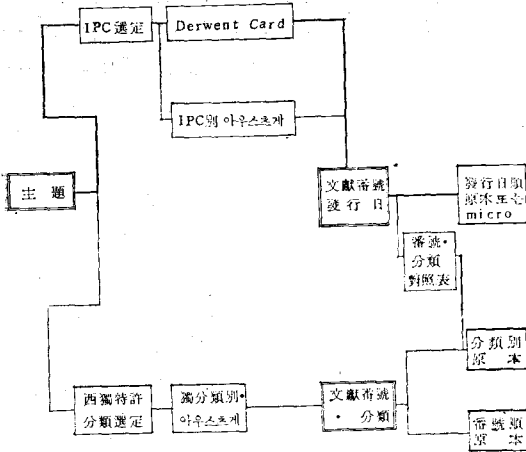 IPC選定
Derwent Card
IPC別 아우스츠게
主 題
文獻番號
發行日
發行日順
原本또는
micro
番號·
分類
對照表
分類別
原 本
西獨特許
分類選定
獨分類別·
아우스츠게
文獻番號
· 分類
番號順
原 本